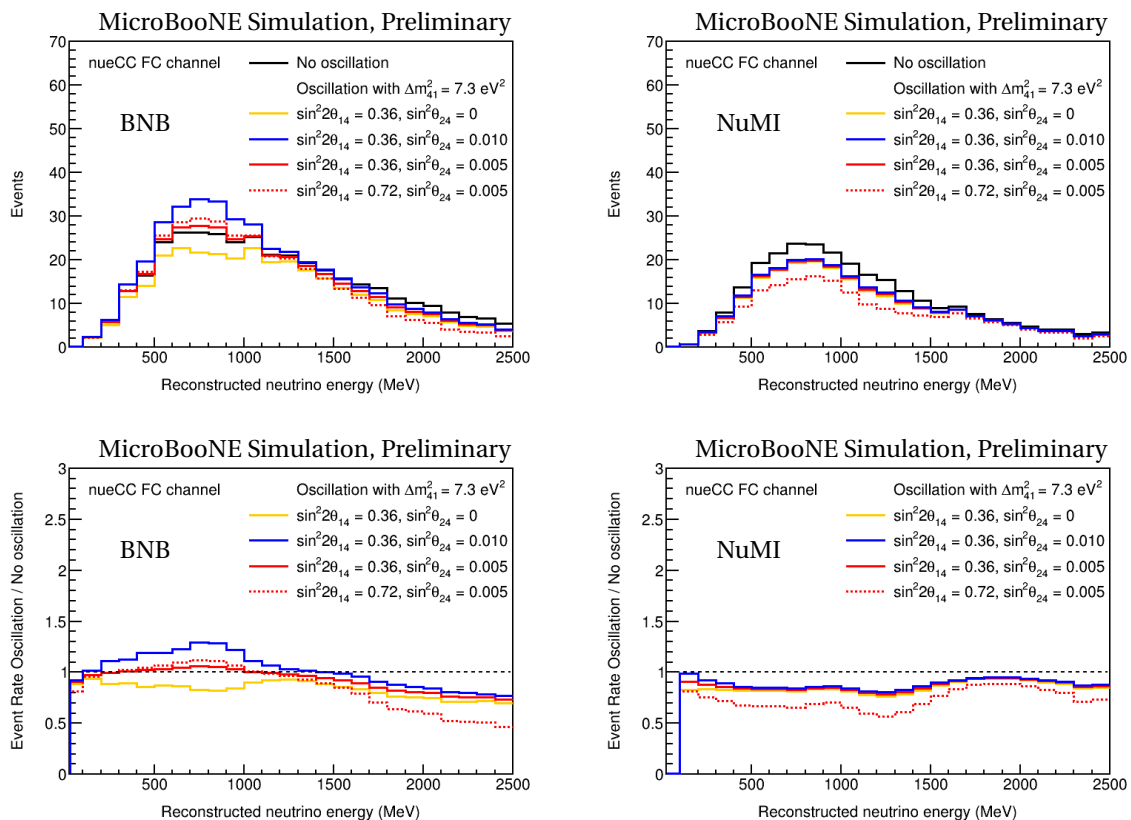 MicroBooNE Simulation, Preliminary
70
60
50
40
30
20
10
0
Events
nueCC FC channel
BNB
No oscillation
Oscillation with Δm²₄₁ = 7.3 eV²
sin²2θ₁₄ = 0.36, sin²θ₂₄ = 0
sin²2θ₁₄ = 0.36, sin²θ₂₄ = 0.010
sin²2θ₁₄ = 0.36, sin²θ₂₄ = 0.005
sin²2θ₁₄ = 0.72, sin²θ₂₄ = 0.005
500 1000 1500 2000 2500
Reconstructed neutrino energy (MeV)
MicroBooNE Simulation, Preliminary
70
60
50
40
30
20
10
0
Events
nueCC FC channel
NuMI
No oscillation
Oscillation with Δm²₄₁ = 7.3 eV²
sin²2θ₁₄ = 0.36, sin²θ₂₄ = 0
sin²2θ₁₄ = 0.36, sin²θ₂₄ = 0.010
sin²2θ₁₄ = 0.36, sin²θ₂₄ = 0.005
sin²2θ₁₄ = 0.72, sin²θ₂₄ = 0.005
500 1000 1500 2000 2500
Reconstructed neutrino energy (MeV)
MicroBooNE Simulation, Preliminary
3
2.5
2
1.5
1
0.5
0
Event Rate Oscillation / No oscillation
nueCC FC channel
BNB
Oscillation with Δm²₄₁ = 7.3 eV²
sin²2θ₁₄ = 0.36, sin²θ₂₄ = 0
sin²2θ₁₄ = 0.36, sin²θ₂₄ = 0.010
sin²2θ₁₄ = 0.36, sin²θ₂₄ = 0.005
sin²2θ₁₄ = 0.72, sin²θ₂₄ = 0.005
500 1000 1500 2000 2500
Reconstructed neutrino energy (MeV)
MicroBooNE Simulation, Preliminary
3
2.5
2
1.5
1
0.5
0
Event Rate Oscillation / No oscillation
nueCC FC channel
NuMI
Oscillation with Δm²₄₁ = 7.3 eV²
sin²2θ₁₄ = 0.36, sin²θ₂₄ = 0
sin²2θ₁₄ = 0.36, sin²θ₂₄ = 0.010
sin²2θ₁₄ = 0.36, sin²θ₂₄ = 0.005
sin²2θ₁₄ = 0.72, sin²θ₂₄ = 0.005
500 1000 1500 2000 2500
Reconstructed neutrino energy (MeV)